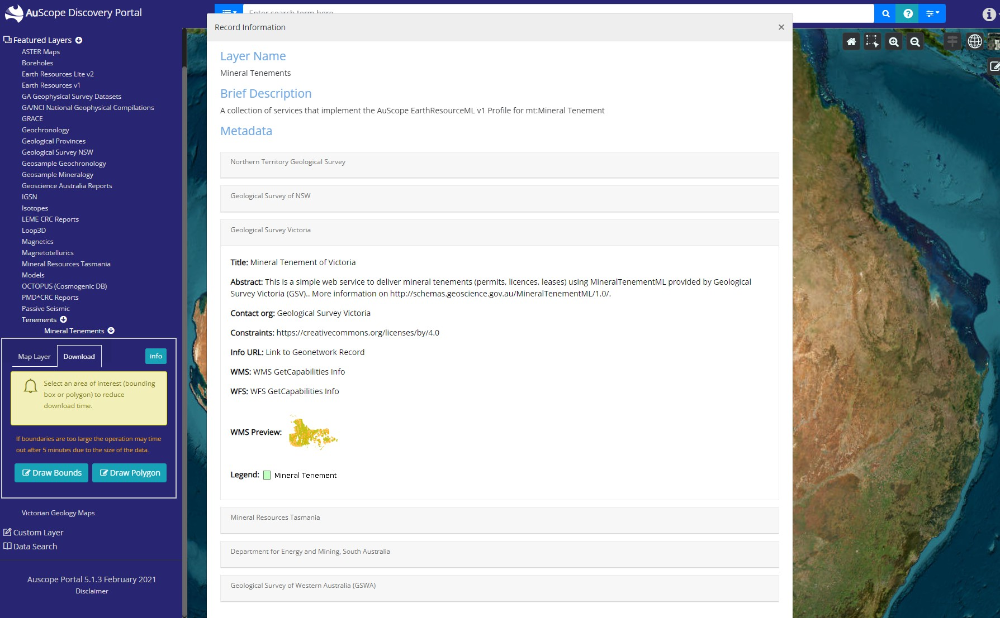 AuScope Discovery Portal
Enter search term here
Record Information
Featured Layers
ASTER Maps
Boreholes
Earth Resources Lite v2
Earth Resources v1
GA Geophysical Survey Datasets
GA/NCI National Geophysical Compilations
GRACE
Geochronology
Geological Provinces
Geological Survey NSW
Geosample Geochronology
Geosample Mineralogy
Geoscience Australia Reports
IGSN
Isotopes
LEME CRC Reports
Loop3D
Magnetics
Magnetotellurics
Mineral Resources Tasmania
Models
OCTOPUS (Cosmogenic DB)
PMD*CRC Reports
Passive Seismic
Tenements
Mineral Tenements
Map Layer
Download
info
Select an area of interest (bounding
box or polygon) to reduce
download time.
If boundaries are too large the operation may time
out after 5 minutes due to the size of the data.
Draw Bounds
Draw Polygon
Victorian Geology Maps
Custom Layer
Data Search
Auscope Portal 5.1.3 February 2021
Disclaimer
Layer Name
Mineral Tenements
Brief Description
A collection of services that implement the AuScope EarthResourceML v1 Profile for mt:Mineral Tenement
Metadata
Northern Territory Geological Survey
Geological Survey of NSW
Geological Survey Victoria
Title: Mineral Tenement of Victoria
Abstract: This is a simple web service to deliver mineral tenements (permits, licences, leases) using MineralTenementML provided by Geological
Survey Victoria (GSV).. More information on http://schemas.geoscience.gov.au/MineralTenementML/1.0/.
Contact org: Geological Survey Victoria
Constraints: https://creativecommons.org/licenses/by/4.0
Info URL: Link to Geonetwork Record
WMS: WMS GetCapabilities Info
WFS: WFS GetCapabilities Info
WMS Preview:
Legend: Mineral Tenement
Mineral Resources Tasmania
Department for Energy and Mining, South Australia
Geological Survey of Western Australia (GSWA)